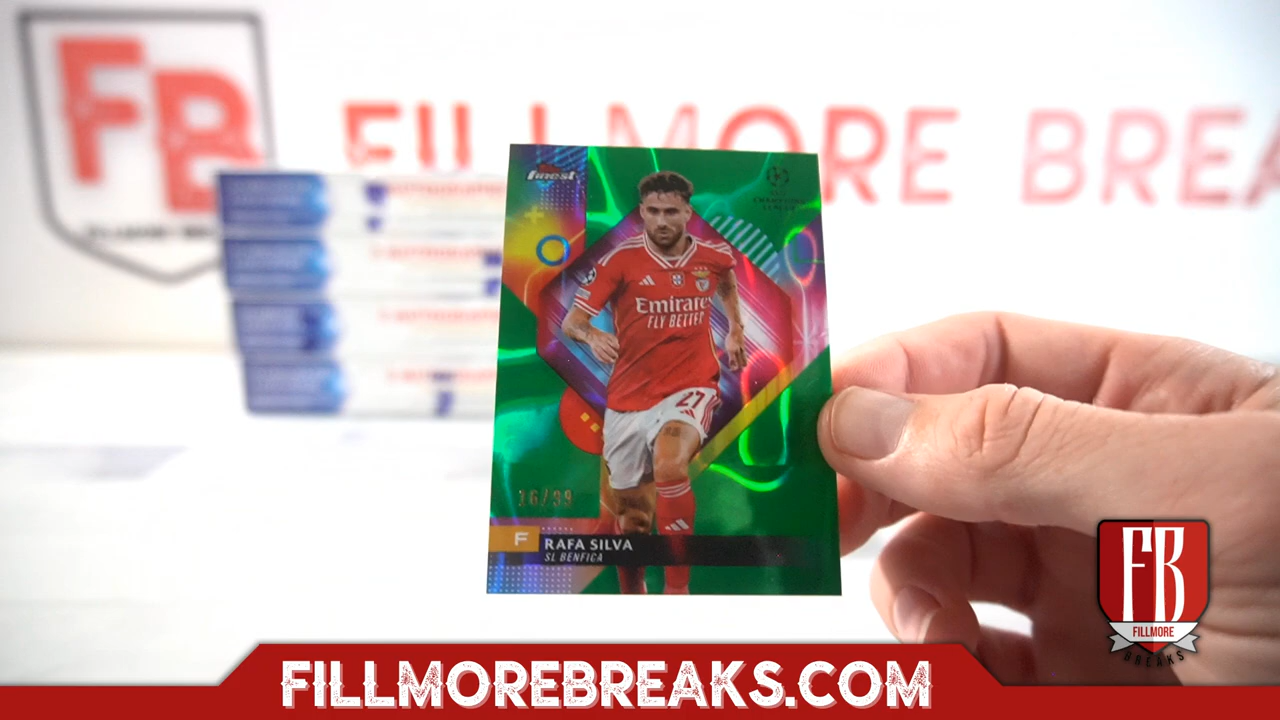 FB
FILLMORE BREA
FILLMORE
finest
Emirates
FLY BETTER
27
16/99
F
RAFA SILVA
SL BENFICA
FB
FILLMORE
BREAKS
FILLMOREBREAKS.COM